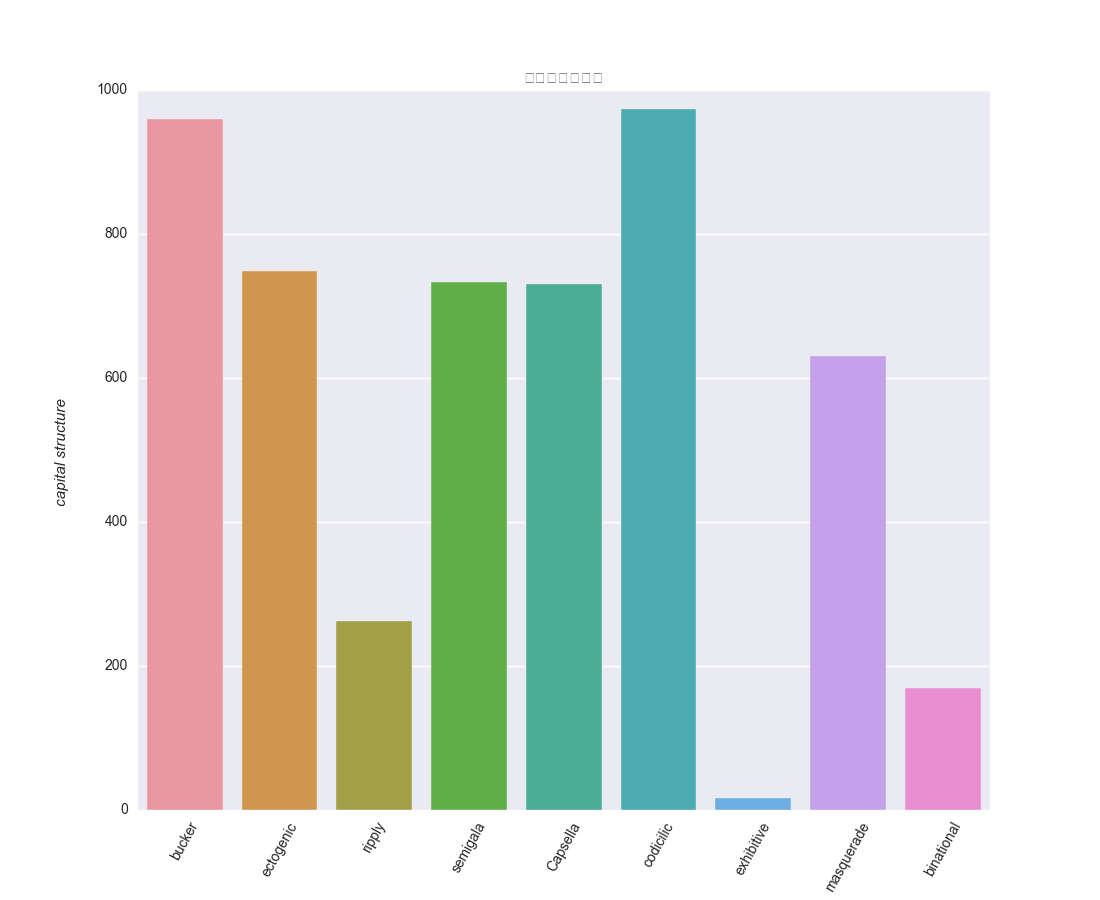 1000
800
600
400
200
0
capital structure
bucker
ectogenic
ripply
semigala
Capsella
codicilic
exhibitive
masquerade
binational